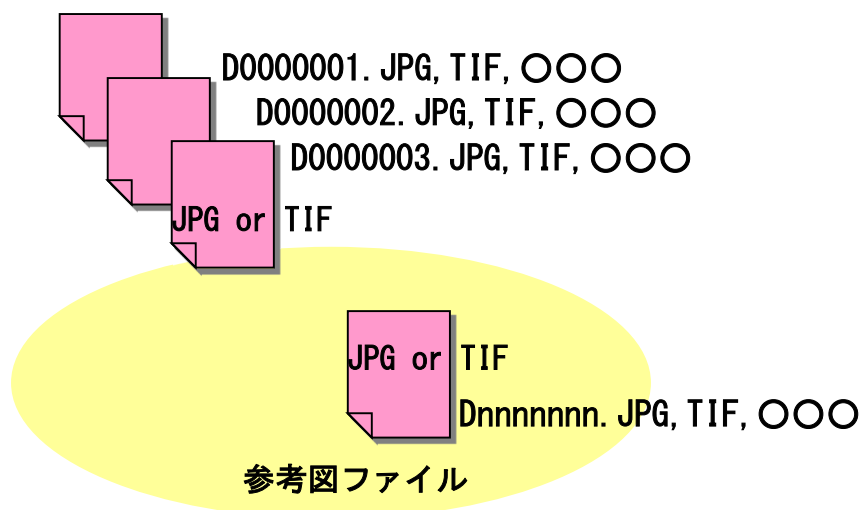 D0000001.JPG,TIF,○○○
D0000002.JPG,TIF,○○○
D0000003.JPG,TIF,○○○
JPG or TIF
JPG or TIF
Dnnnnnnn.JPG,TIF,○○○
参考図ファイル